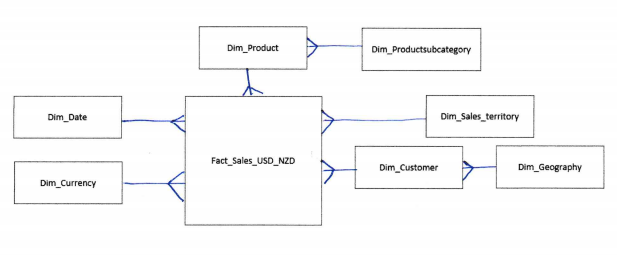 Dim_Product
Dim_Productsubcategory
Dim_Date
Dim_Sales_territory
Fact_Sales_USD_NZD
Dim_Currency
Dim_Customer
Dim_Geography